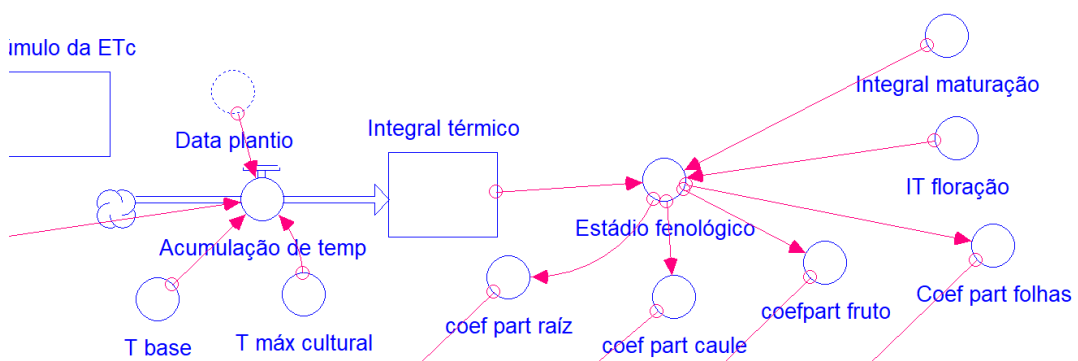 úmulo da ETc
Integral maturação
Data plantio
Integral térmico
IT floração
Estádio fenológico
Acumulação de temp
Coef part folhas
coefpart fruto
coef part raíz
T base
T máx cultural
coef part caule